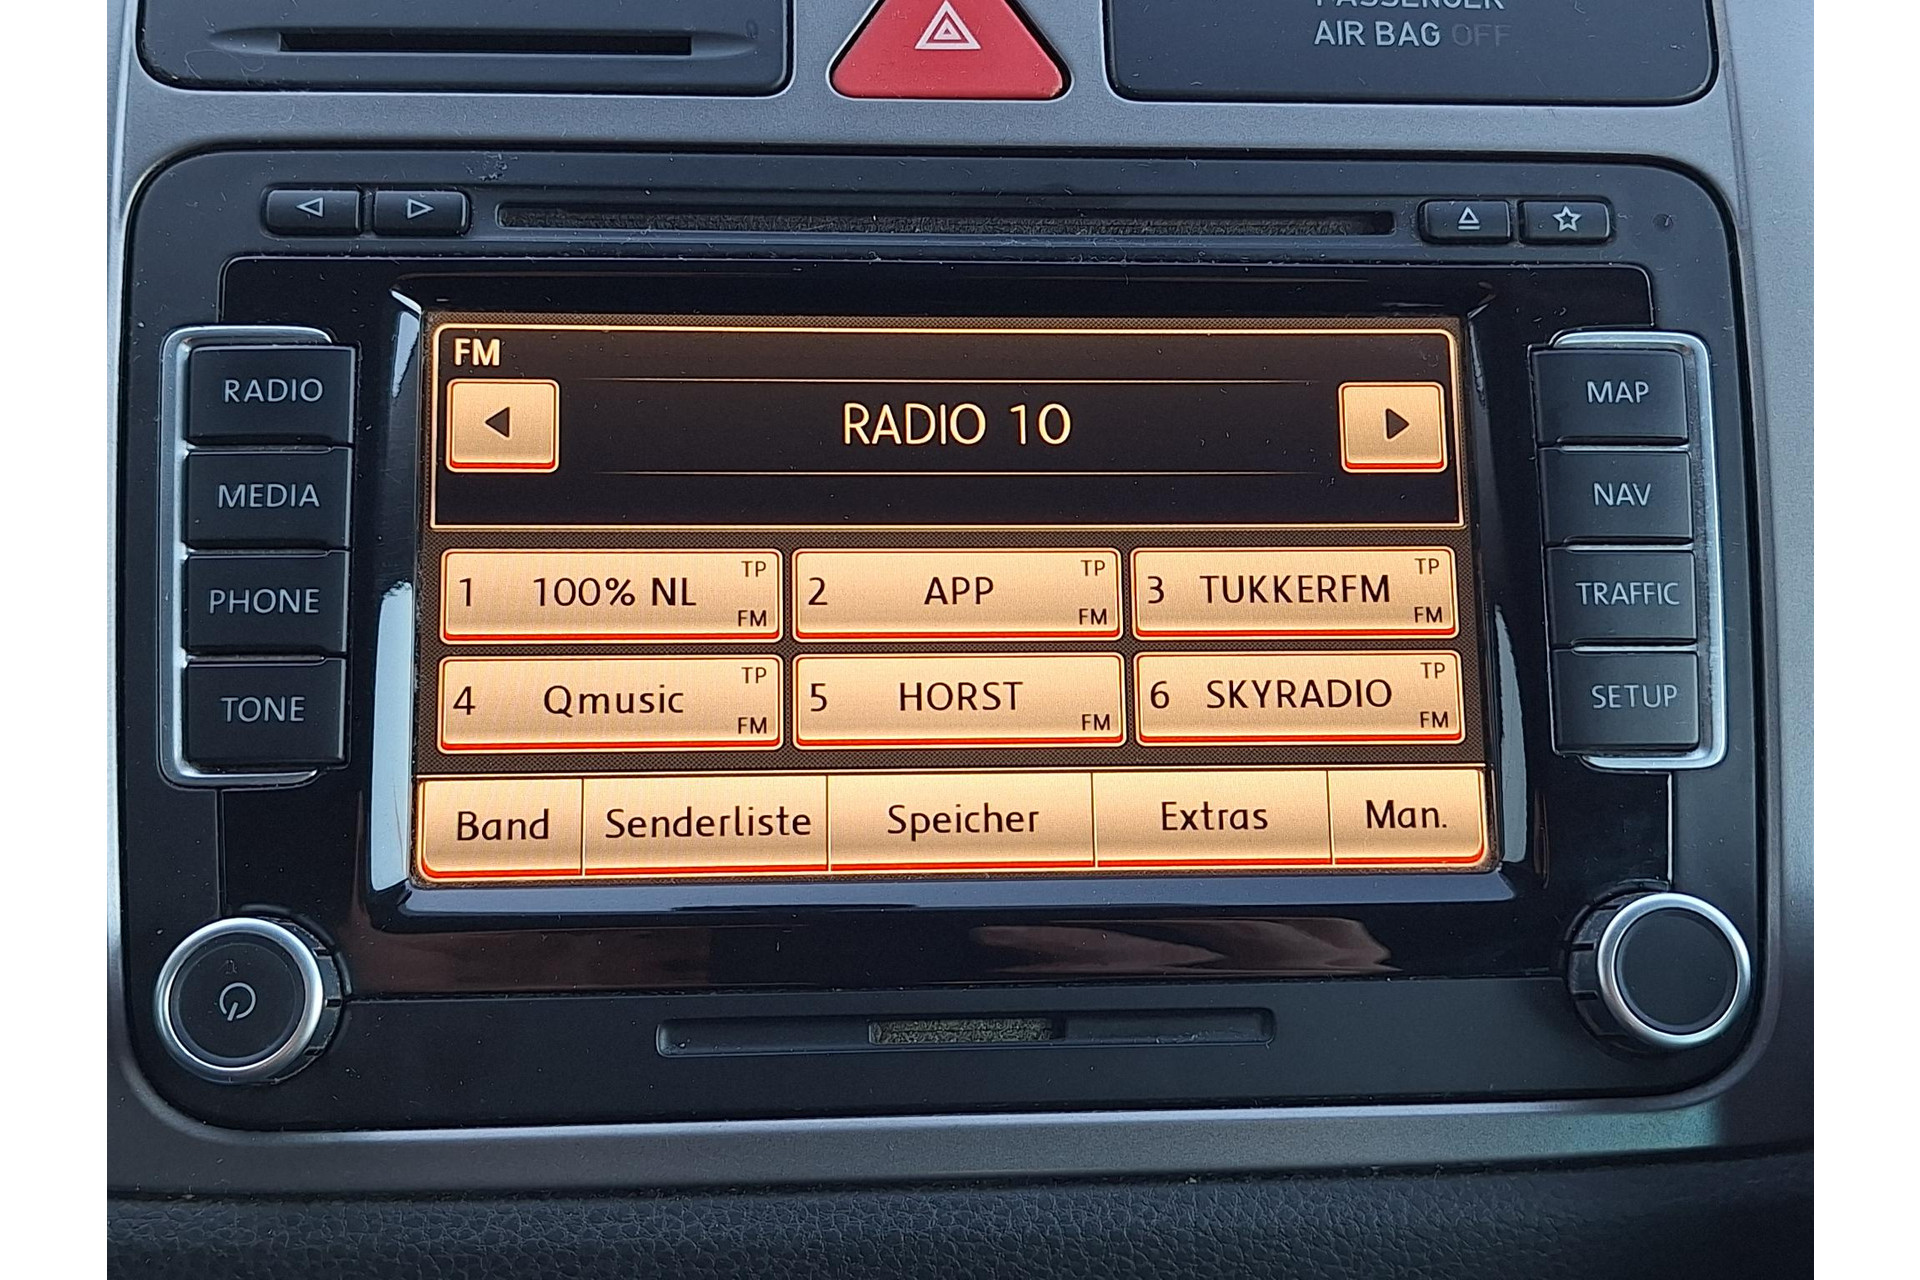 PASSENGER
AIR BAG OFF
FM
RADIO 10
RADIO
MEDIA
PHONE
TONE
1 100% NL TP FM
2 APP TP FM
3 TUKKERFM TP FM
4 Qmusic TP FM
5 HORST FM
6 SKYRADIO TP FM
Band Senderliste Speicher Extras Man.
MAP
NAV
TRAFFIC
SETUP